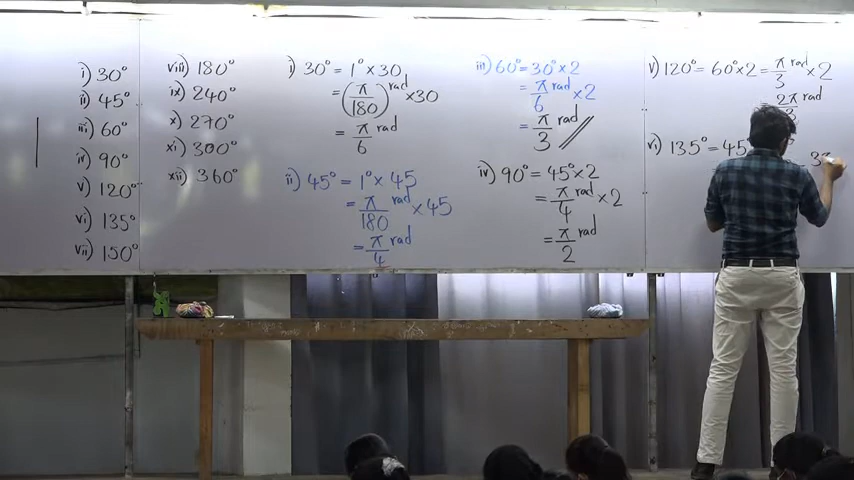 i) 30°
ii) 45°
iii) 60°
iv) 90°
v) 120°
vi) 135°
vii) 150°
viii) 180°
ix) 240°
x) 270°
xi) 300°
xii) 360°
i) 30° = 1° × 30
= (π/180)^rad × 30
= π/6 rad
ii) 45° = 1° × 45
= π/180 rad × 45
= π/4 rad
iii) 60° = 30° × 2
= π/6 rad × 2
= π/3 rad //
iv) 90° = 45° × 2
= π/4 rad × 2
= π/2 rad
v) 120° = 60° × 2 = π/3 rad × 2
2π/3 rad
vi) 135° = 45